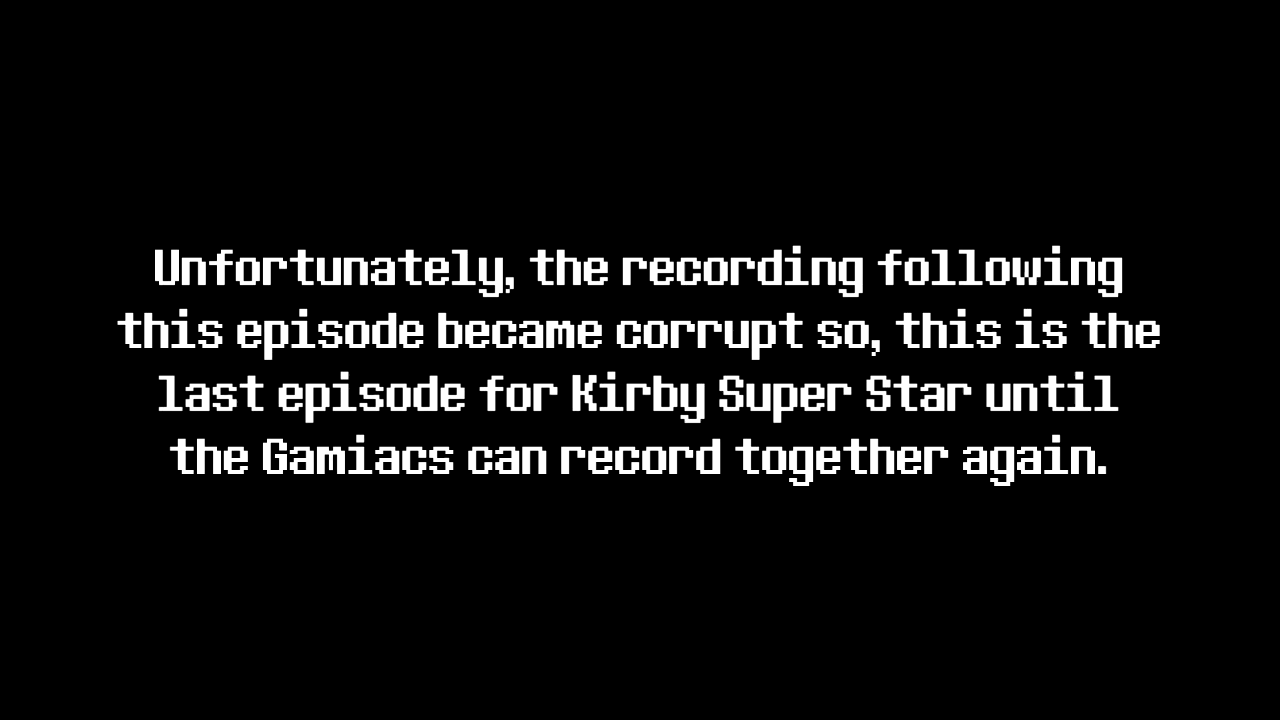 Unfortunately, the recording following
this episode became corrupt so, this is the
last episode for Kirby Super Star until
the Gamiacs can record together again.